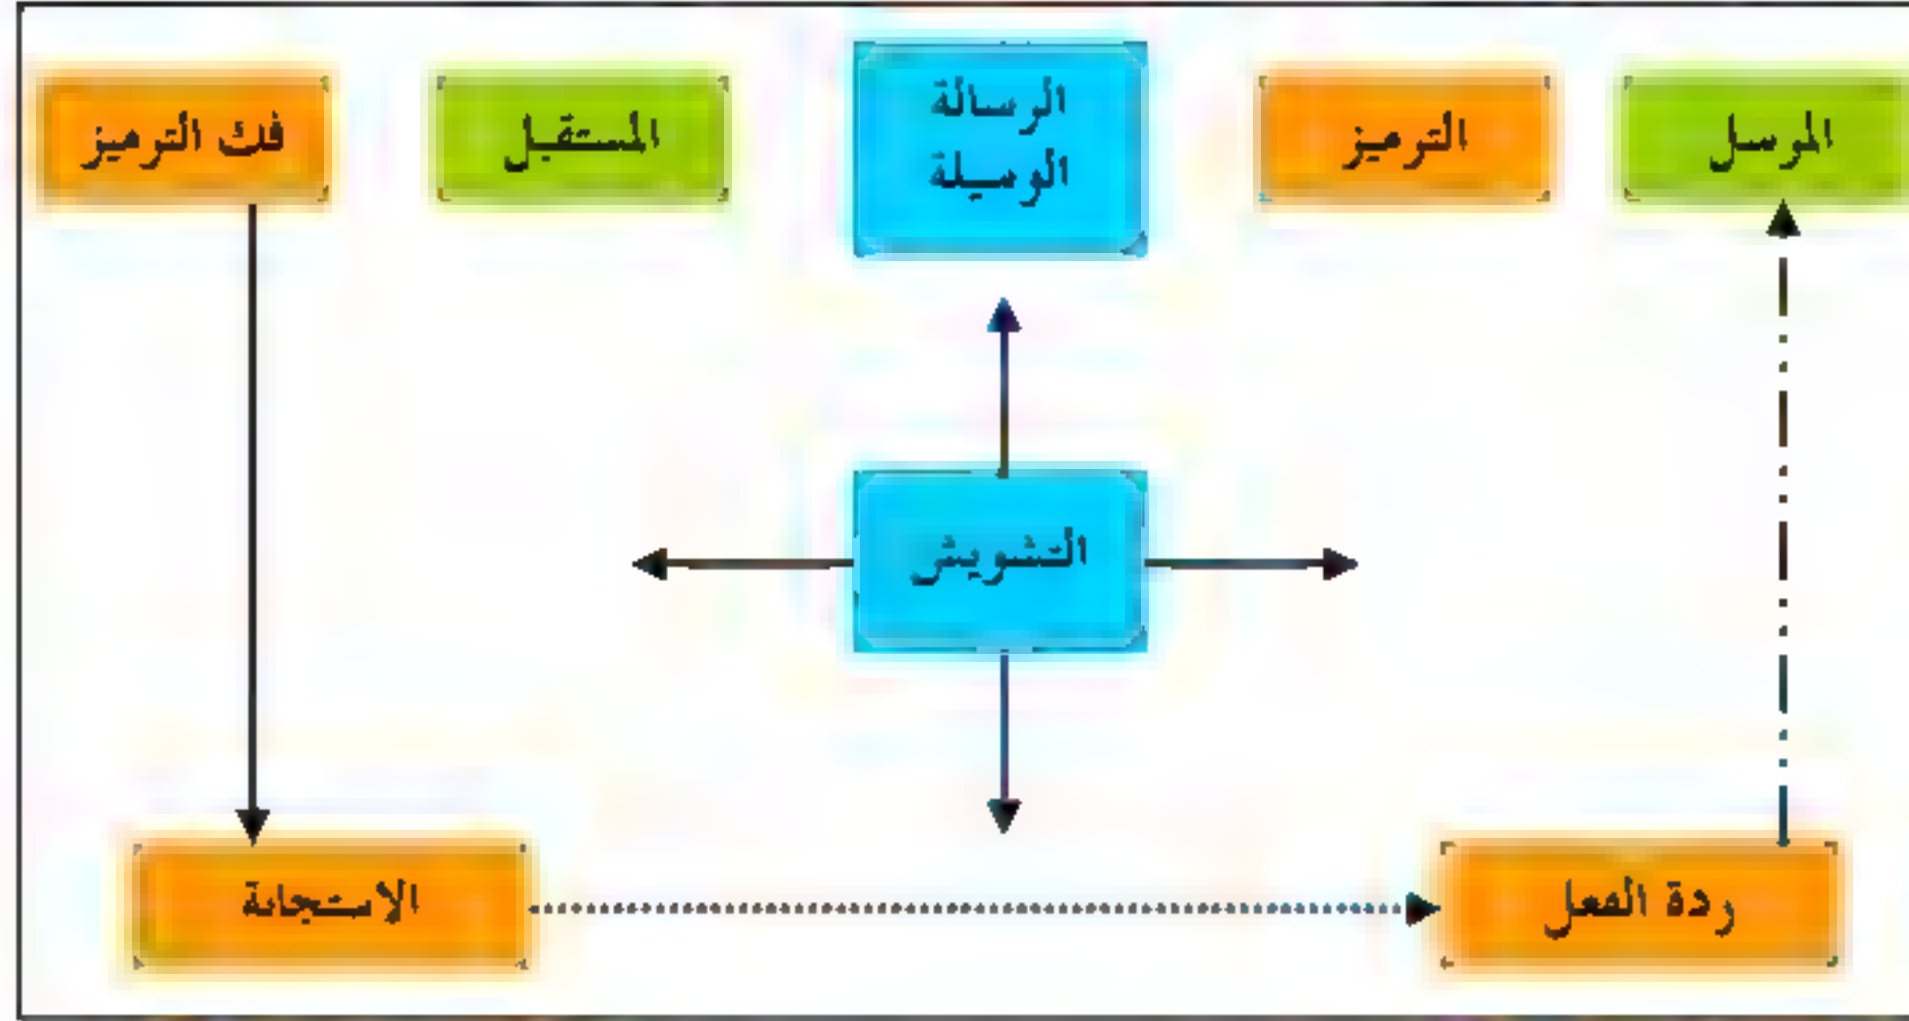 المرسل
الترميز
الرسالة
الوسيلة
المستقبل
فك الترميز
التشويش
ردة الفعل
الاستجابة